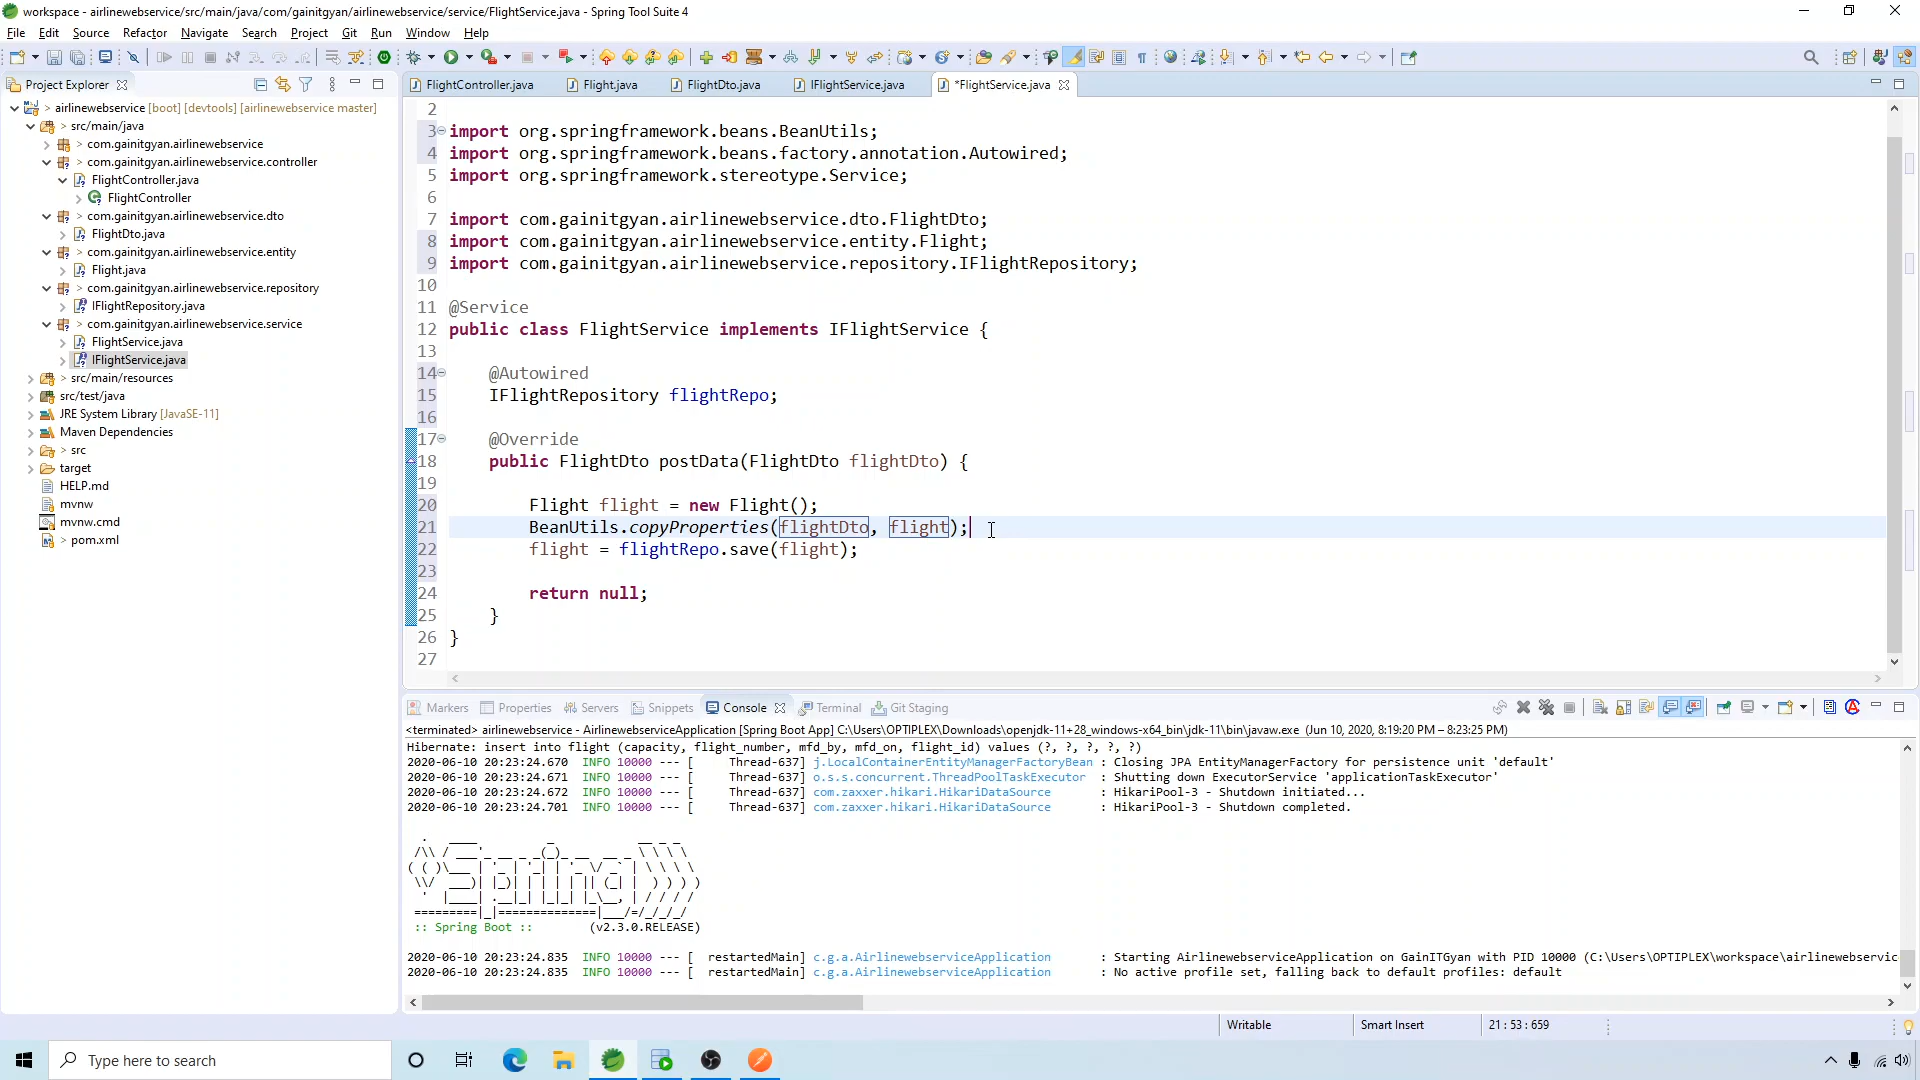 workspace - airlinewebservice/src/main/java/com/gainitgyan/airlinewebservice/service/FlightService.java - Spring Tool Suite 4
File Edit Source Refactor Navigate Search Project Git Run Window Help
Project Explorer
FlightController.java Flight.java FlightDto.java IFlightService.java *FlightService.java
> airlinewebservice [boot] [devtools] [airlinewebservice master]
> src/main/java
> com.gainitgyan.airlinewebservice
> com.gainitgyan.airlinewebservice.controller
FlightController.java
FlightController
> com.gainitgyan.airlinewebservice.dto
FlightDto.java
> com.gainitgyan.airlinewebservice.entity
Flight.java
> com.gainitgyan.airlinewebservice.repository
IFlightRepository.java
> com.gainitgyan.airlinewebservice.service
FlightService.java
IFlightService.java
> src/main/resources
src/test/java
JRE System Library [JavaSE-11]
Maven Dependencies
> src
target
HELP.md
mvnw
mvnw.cmd
> pom.xml
2
3 import org.springframework.beans.BeanUtils;
4 import org.springframework.beans.factory.annotation.Autowired;
5 import org.springframework.stereotype.Service;
6
7 import com.gainitgyan.airlinewebservice.dto.FlightDto;
8 import com.gainitgyan.airlinewebservice.entity.Flight;
9 import com.gainitgyan.airlinewebservice.repository.IFlightRepository;
10
11 @Service
12 public class FlightService implements IFlightService {
13
14 @Autowired
15 IFlightRepository flightRepo;
16
17 @Override
18 public FlightDto postData(FlightDto flightDto) {
19
20 Flight flight = new Flight();
21 BeanUtils.copyProperties(flightDto, flight);
22 flight = flightRepo.save(flight);
23
24 return null;
25 }
26 }
27
Markers Properties Servers Snippets Console Terminal Git Staging
<terminated> airlinewebservice - AirlinewebserviceApplication [Spring Boot App] C:\Users\OPTIPLEX\Downloads\openjdk-11+28_windows-x64_bin\jdk-11\bin\javaw.exe (Jun 10, 2020, 8:19:20 PM – 8:23:25 PM)
Hibernate: insert into flight (capacity, flight_number, mfd_by, mfd_on, flight_id) values (?, ?, ?, ?, ?)
2020-06-10 20:23:24.670 INFO 10000 --- [ Thread-637] j.LocalContainerEntityManagerFactoryBean : Closing JPA EntityManagerFactory for persistence unit 'default'
2020-06-10 20:23:24.671 INFO 10000 --- [ Thread-637] o.s.s.concurrent.ThreadPoolTaskExecutor : Shutting down ExecutorService 'applicationTaskExecutor'
2020-06-10 20:23:24.672 INFO 10000 --- [ Thread-637] com.zaxxer.hikari.HikariDataSource : HikariPool-3 - Shutdown initiated...
2020-06-10 20:23:24.701 INFO 10000 --- [ Thread-637] com.zaxxer.hikari.HikariDataSource : HikariPool-3 - Shutdown completed.
Spring
:: Spring Boot :: (v2.3.0.RELEASE)
2020-06-10 20:23:24.835 INFO 10000 --- [ restartedMain] c.g.a.AirlinewebserviceApplication : Starting AirlinewebserviceApplication on GainITGyan with PID 10000 (C:\Users\OPTIPLEX\workspace\airlinewebservic
2020-06-10 20:23:24.835 INFO 10000 --- [ restartedMain] c.g.a.AirlinewebserviceApplication : No active profile set, falling back to default profiles: default
Writable Smart Insert 21 : 53 : 659
Type here to search